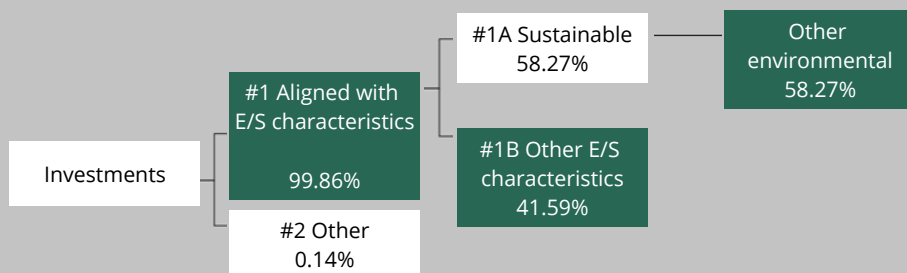 Investments
#1 Aligned with
E/S characteristics
99.86%
#2 Other
0.14%
#1A Sustainable
58.27%
#1B Other E/S
characteristics
41.59%
Other
environmental
58.27%